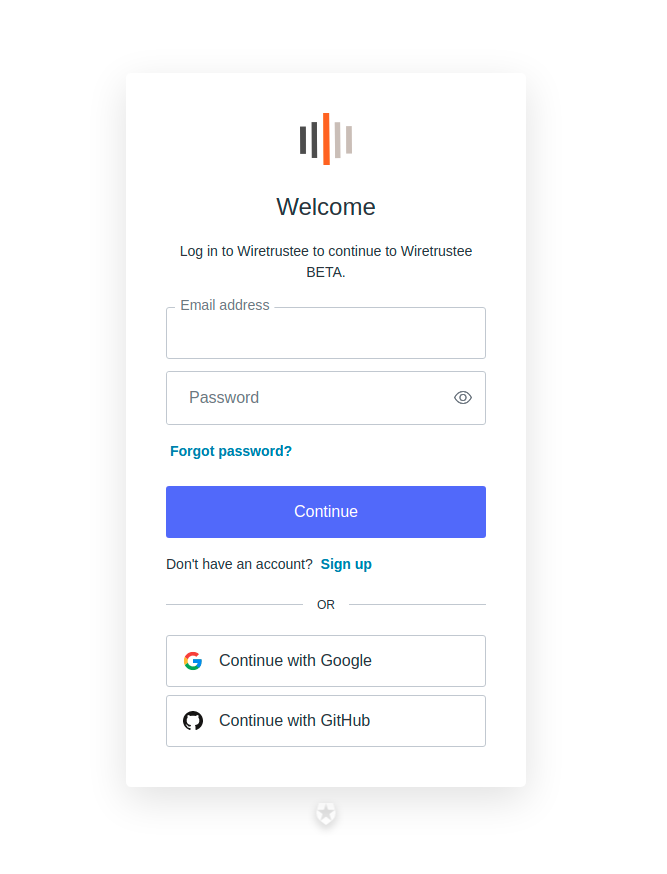 Welcome
Log in to Wiretrustee to continue to Wiretrustee
BETA.
Email address
Password
Forgot password?
Continue
Don't have an account? Sign up
OR
Continue with Google
Continue with GitHub